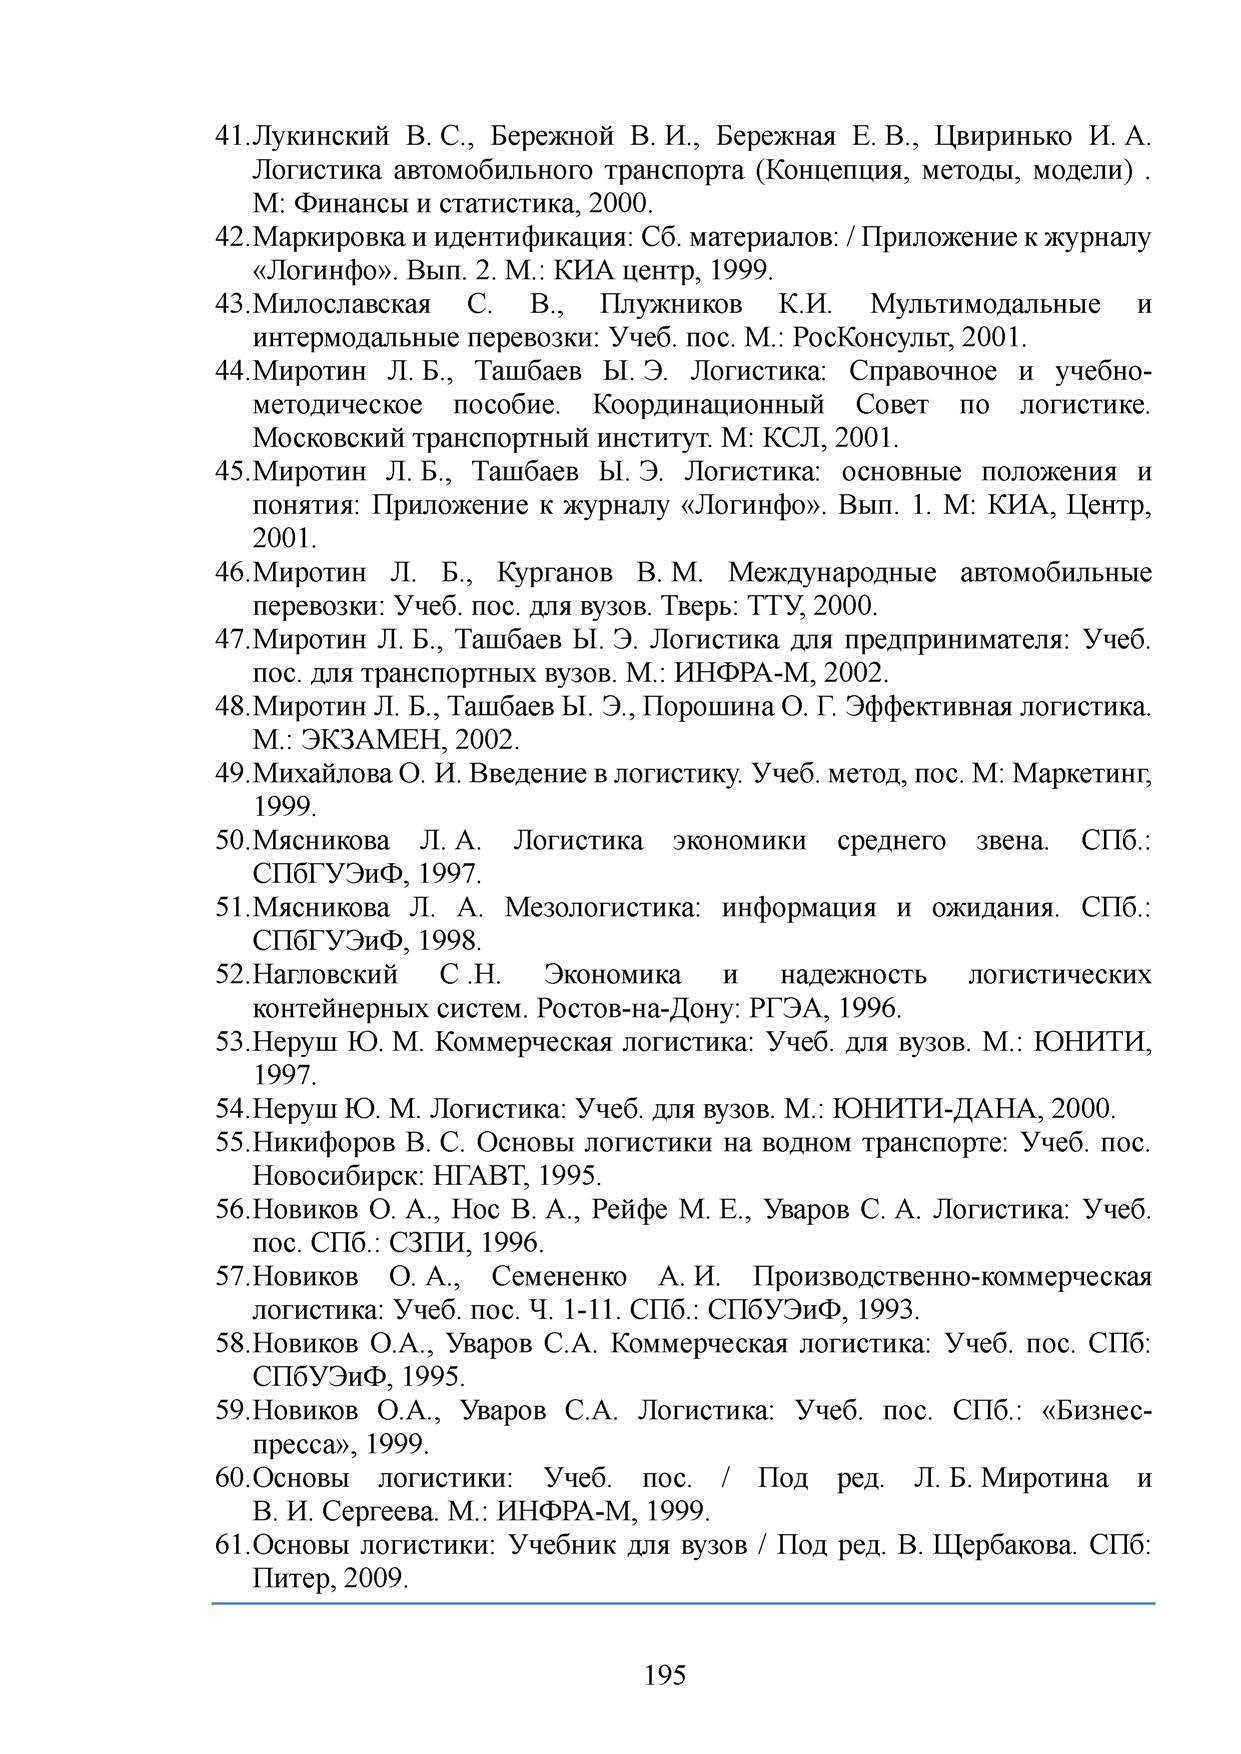 41.Лукинский В. С., Бережной В. И., Бережная Е. В., Цвиринько И. А.
Логистика автомобильного транспорта (Концепция, методы, модели) .
М: Финансы и статистика, 2000.
42.Маркировка и идентификация: Сб. материалов: / Приложение к журналу
«Логинфо». Вып. 2. М.: КИА центр, 1999.
43.Милославская С. В., Плужников К.И. Мультимодальные и
интермодальные перевозки: Учеб. пос. М.: РосКонсульт, 2001.
44.Миротин Л. Б., Ташбаев Ы. Э. Логистика: Справочное и учебно-
методическое пособие. Координационный Совет по логистике.
Московский транспортный институт. М: КСЛ, 2001.
45.Миротин Л. Б., Ташбаев Ы. Э. Логистика: основные положения и
понятия: Приложение к журналу «Логинфо». Вып. 1. М: КИА, Центр,
2001.
46.Миротин Л. Б., Курганов В. М. Международные автомобильные
перевозки: Учеб. пос. для вузов. Тверь: ТТУ, 2000.
47.Миротин Л. Б., Ташбаев Ы. Э. Логистика для предпринимателя: Учеб.
пос. для транспортных вузов. М.: ИНФРА-М, 2002.
48.Миротин Л. Б., Ташбаев Ы. Э., Порошина О. Г. Эффективная логистика.
М.: ЭКЗАМЕН, 2002.
49.Михайлова О. И. Введение в логистику. Учеб. метод, пос. М: Маркетинг,
1999.
50.Мясникова Л. А. Логистика экономики среднего звена. СПб.:
СПбГУЭиФ, 1997.
51.Мясникова Л. А. Мезологистика: информация и ожидания. СПб.:
СПбГУЭиФ, 1998.
52.Нагловский С .Н. Экономика и надежность логистических
контейнерных систем. Ростов-на-Дону: РГЭА, 1996.
53.Неруш Ю. М. Коммерческая логистика: Учеб. для вузов. М.: ЮНИТИ,
1997.
54.Неруш Ю. М. Логистика: Учеб. для вузов. М.: ЮНИТИ-ДАНА, 2000.
55.Никифоров В. С. Основы логистики на водном транспорте: Учеб. пос.
Новосибирск: НГАВТ, 1995.
56.Новиков О. А., Нос В. А., Рейфе М. Е., Уваров С. А. Логистика: Учеб.
пос. СПб.: СЗПИ, 1996.
57.Новиков О. А., Семененко А. И. Производственно-коммерческая
логистика: Учеб. пос. Ч. 1-11. СПб.: СПбУЭиФ, 1993.
58.Новиков О.А., Уваров С.А. Коммерческая логистика: Учеб. пос. СПб:
СПбУЭиФ, 1995.
59.Новиков О.А., Уваров С.А. Логистика: Учеб. пос. СПб.: «Бизнес-
пресса», 1999.
60.Основы логистики: Учеб. пос. / Под ред. Л. Б. Миротина и
В. И. Сергеева. М.: ИНФРА-М, 1999.
61.Основы логистики: Учебник для вузов / Под ред. В. Щербакова. СПб:
Питер, 2009.
195